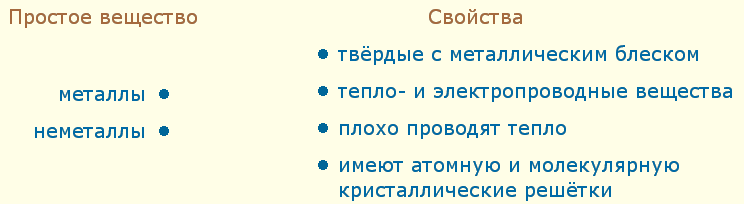 Простое вещество
Свойства
металлы
неметаллы
твёрдые с металлическим блеском
тепло- и электропроводные вещества
плохо проводят тепло
имеют атомную и молекулярную
кристаллические решётки